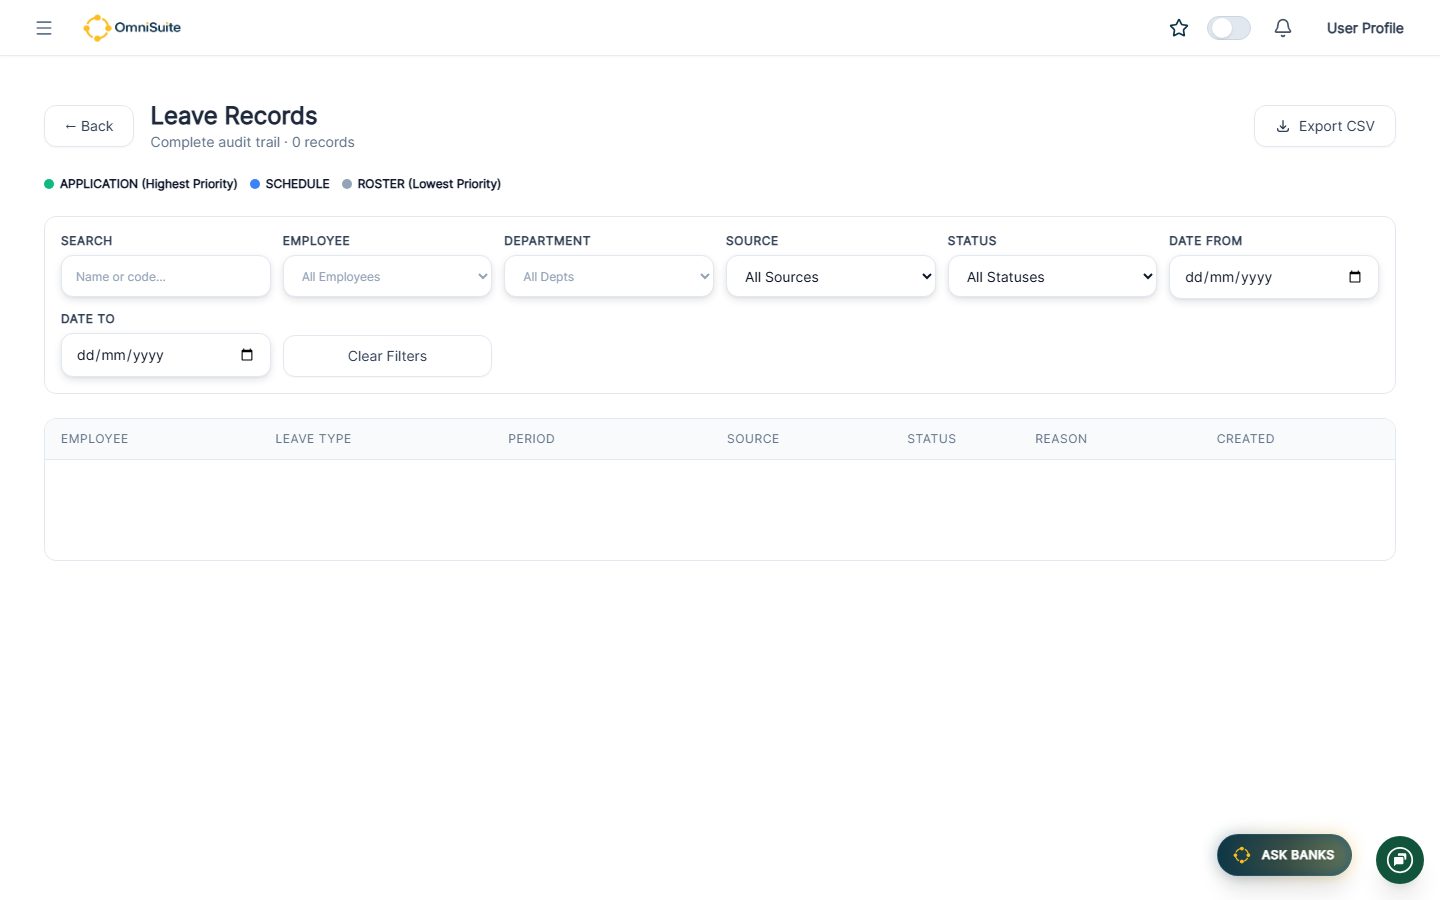 OmniSuite
User Profile
← Back
Leave Records
Complete audit trail · 0 records
Export CSV
APPLICATION (Highest Priority)
SCHEDULE
ROSTER (Lowest Priority)
SEARCH
EMPLOYEE
DEPARTMENT
SOURCE
STATUS
DATE FROM
Name or code...
All Employees
All Depts
All Sources
All Statuses
dd/mm/yyyy
DATE TO
dd/mm/yyyy
Clear Filters
EMPLOYEE
LEAVE TYPE
PERIOD
SOURCE
STATUS
REASON
CREATED
ASK BANKS